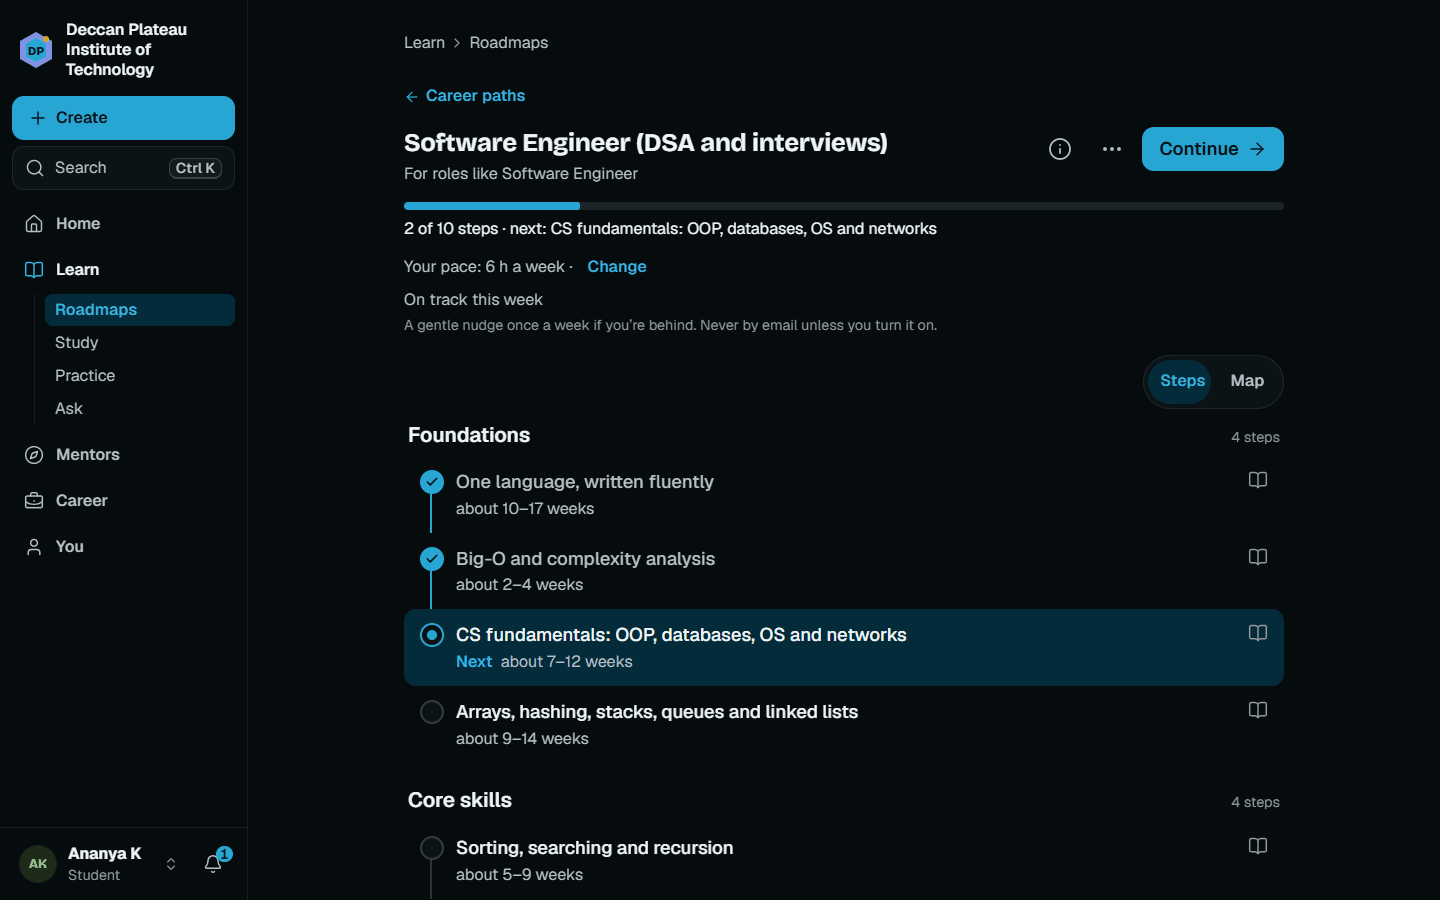 DP
Deccan Plateau
Institute of
Technology
Create
Search
Ctrl K
Home
Learn
Roadmaps
Study
Practice
Ask
Mentors
Career
You
AK
Ananya K
Student
1
Learn
Roadmaps
Career paths
Software Engineer (DSA and interviews)
For roles like Software Engineer
Continue
2 of 10 steps · next: CS fundamentals: OOP, databases, OS and networks
Your pace: 6 h a week · Change
On track this week
A gentle nudge once a week if you’re behind. Never by email unless you turn it on.
Steps
Map
Foundations
4 steps
One language, written fluently
about 10–17 weeks
Big-O and complexity analysis
about 2–4 weeks
CS fundamentals: OOP, databases, OS and networks
Next about 7–12 weeks
Arrays, hashing, stacks, queues and linked lists
about 9–14 weeks
Core skills
4 steps
Sorting, searching and recursion
about 5–9 weeks